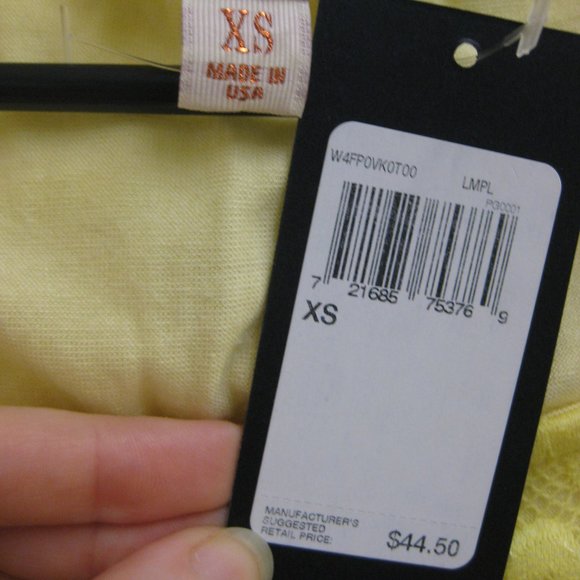 XS
MADE IN
USA
W4FP0VK0T00
LMPL
PG0001
7 21685 75376 9
XS
MANUFACTURER'S
SUGGESTED
RETAIL PRICE:
$44.50